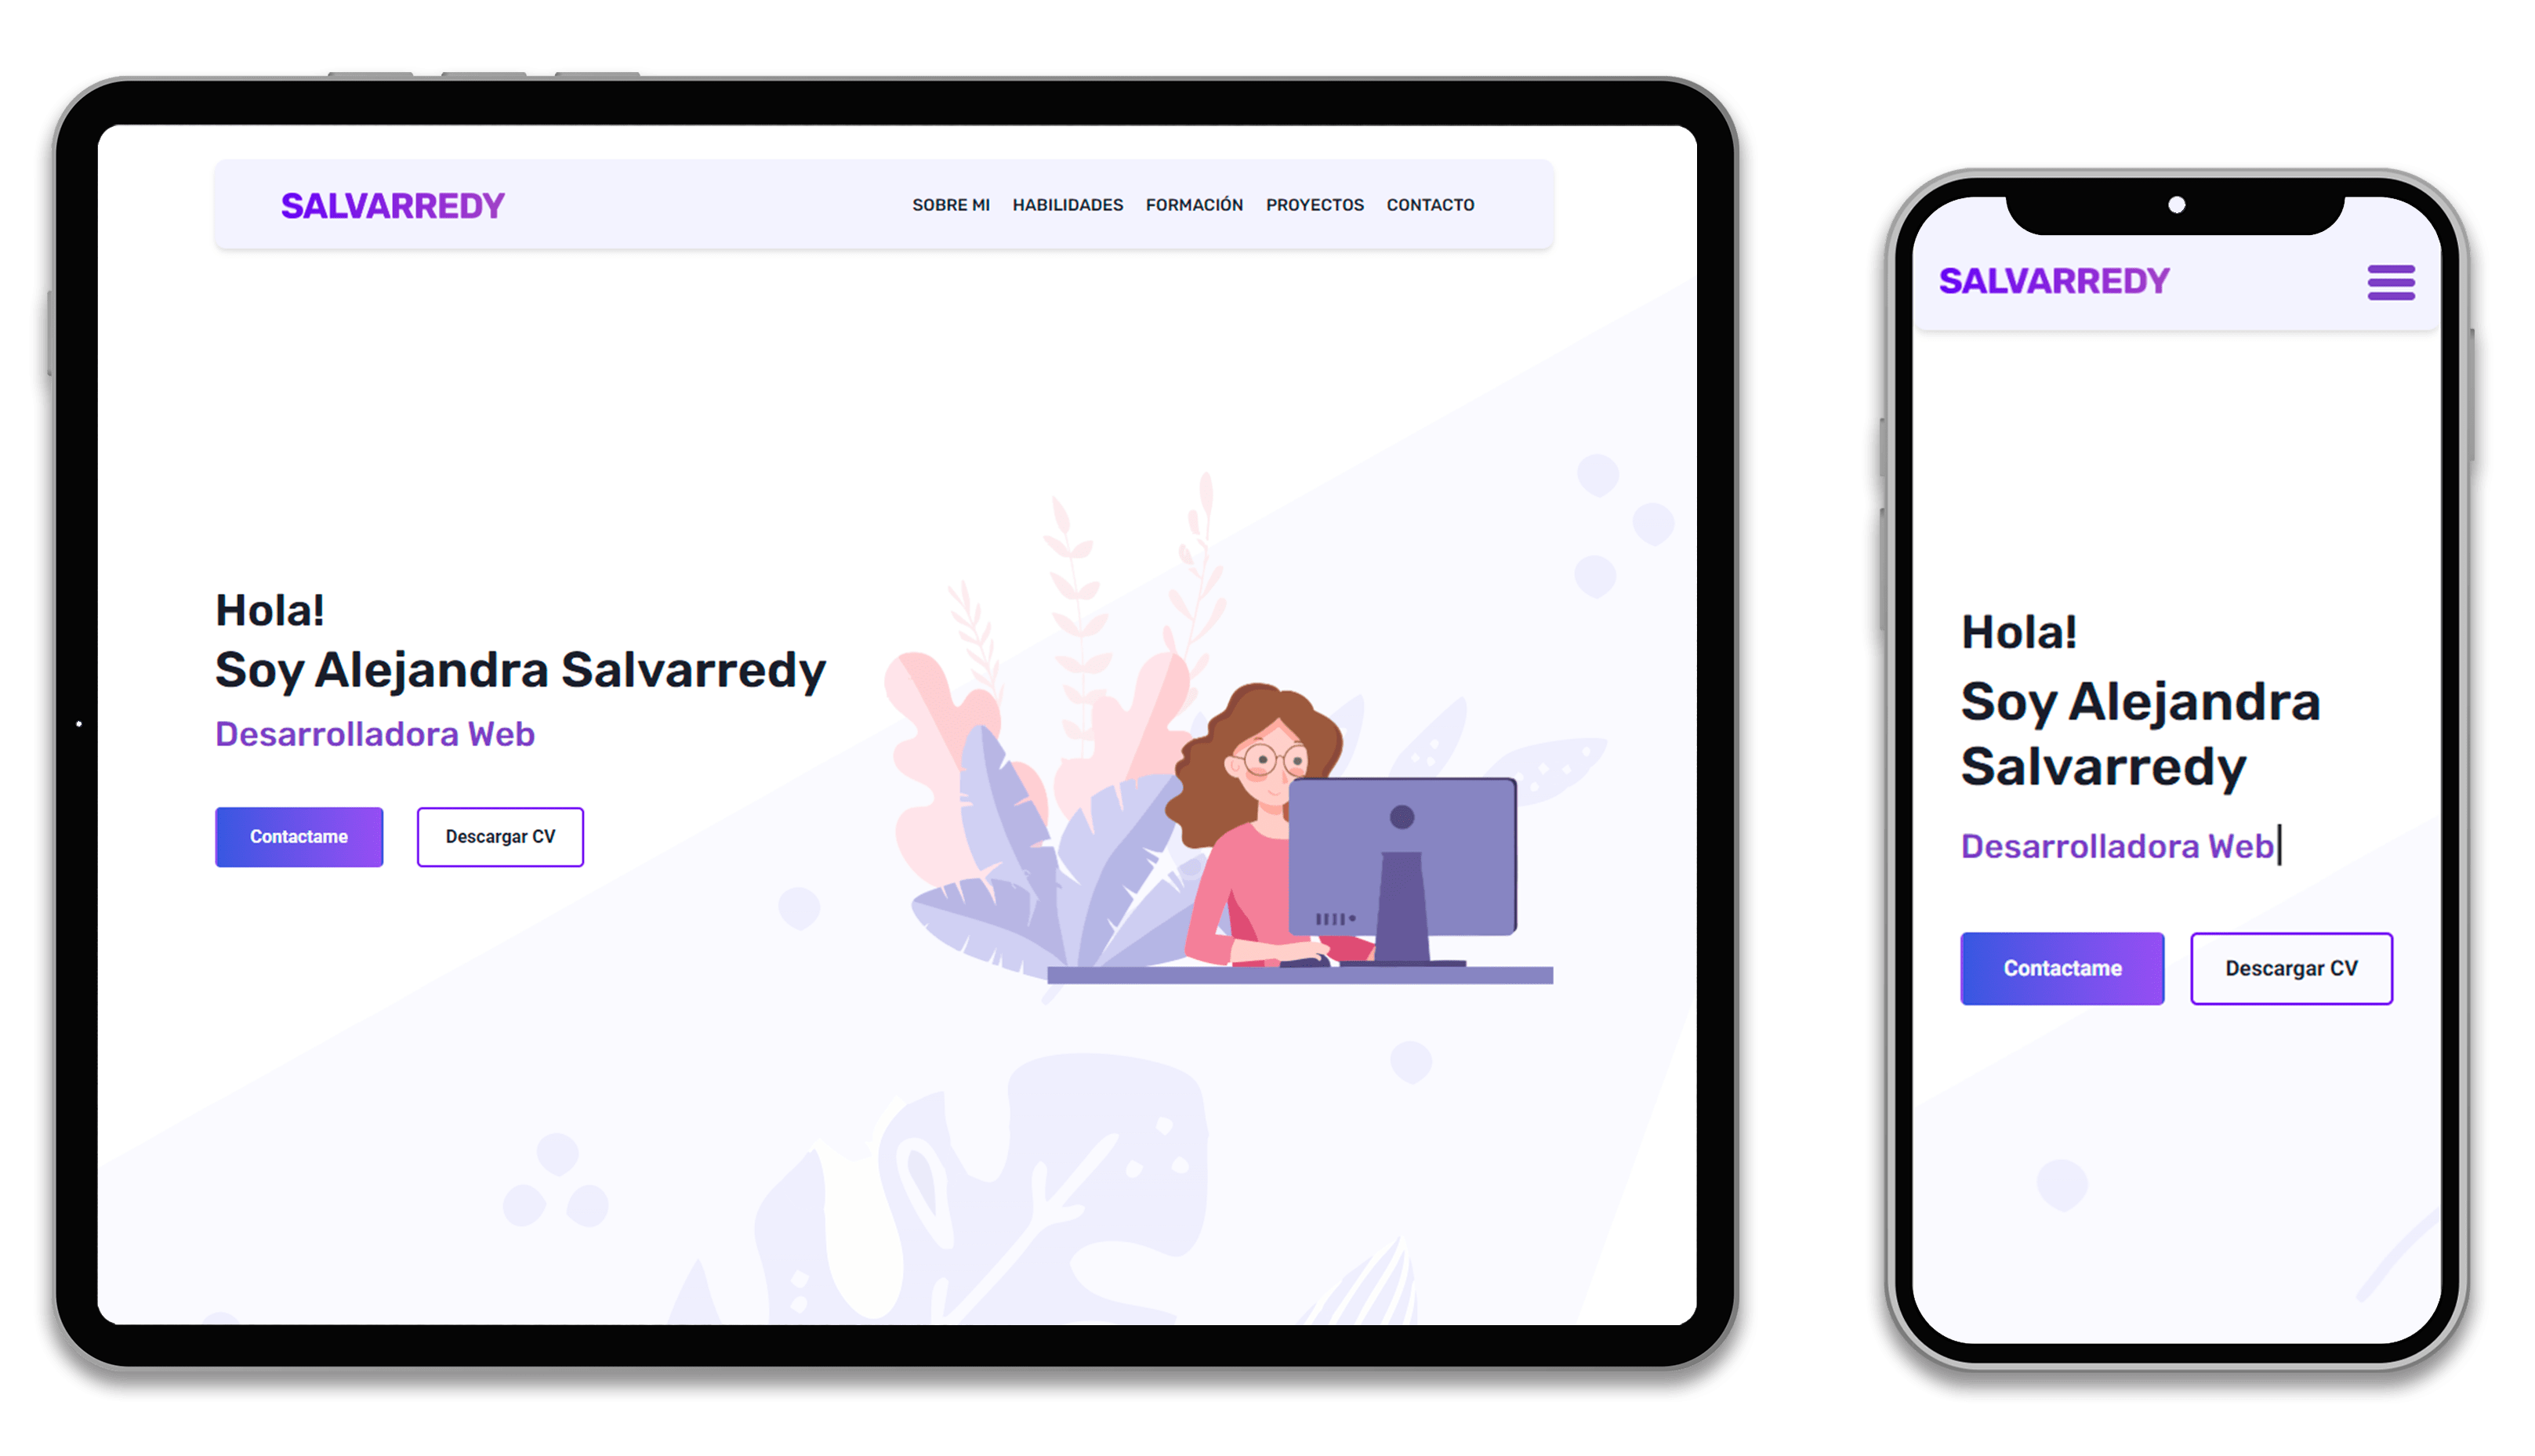 SALVARREDY
SOBRE MI HABILIDADES FORMACIÓN PROYECTOS CONTACTO
Hola!
Soy Alejandra Salvarredy
Desarrolladora Web
Contactame Descargar CV
SALVARREDY
Hola!
Soy Alejandra
Salvarredy
Desarrolladora Web
Contactame Descargar CV